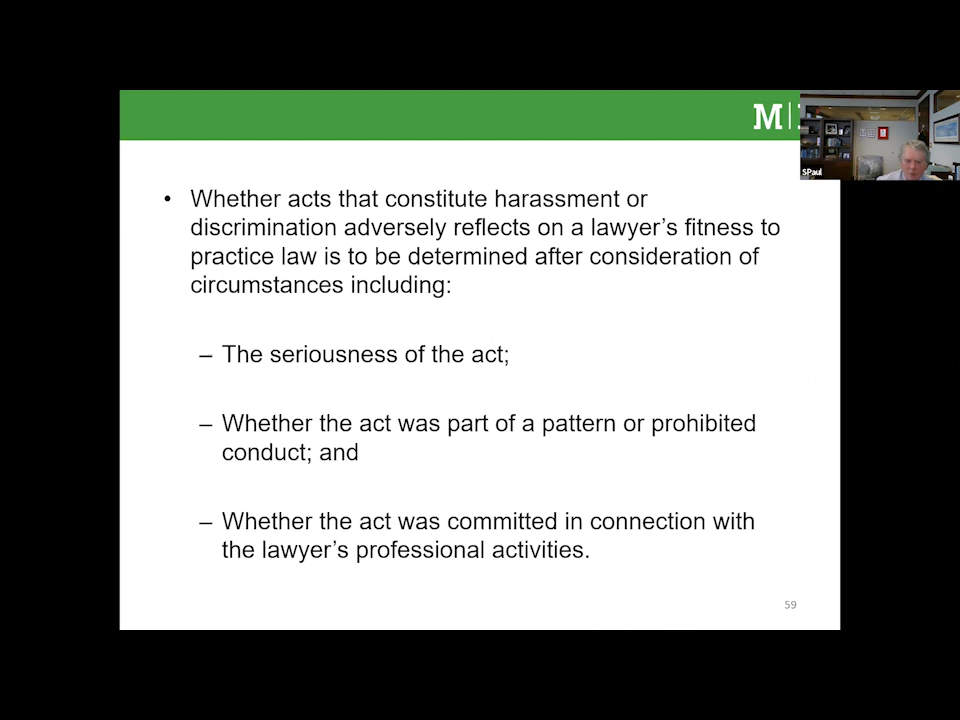 M
SPaul
• Whether acts that constitute harassment or
discrimination adversely reflects on a lawyer’s fitness to
practice law is to be determined after consideration of
circumstances including:
– The seriousness of the act;
– Whether the act was part of a pattern or prohibited
conduct; and
– Whether the act was committed in connection with
the lawyer’s professional activities.
59